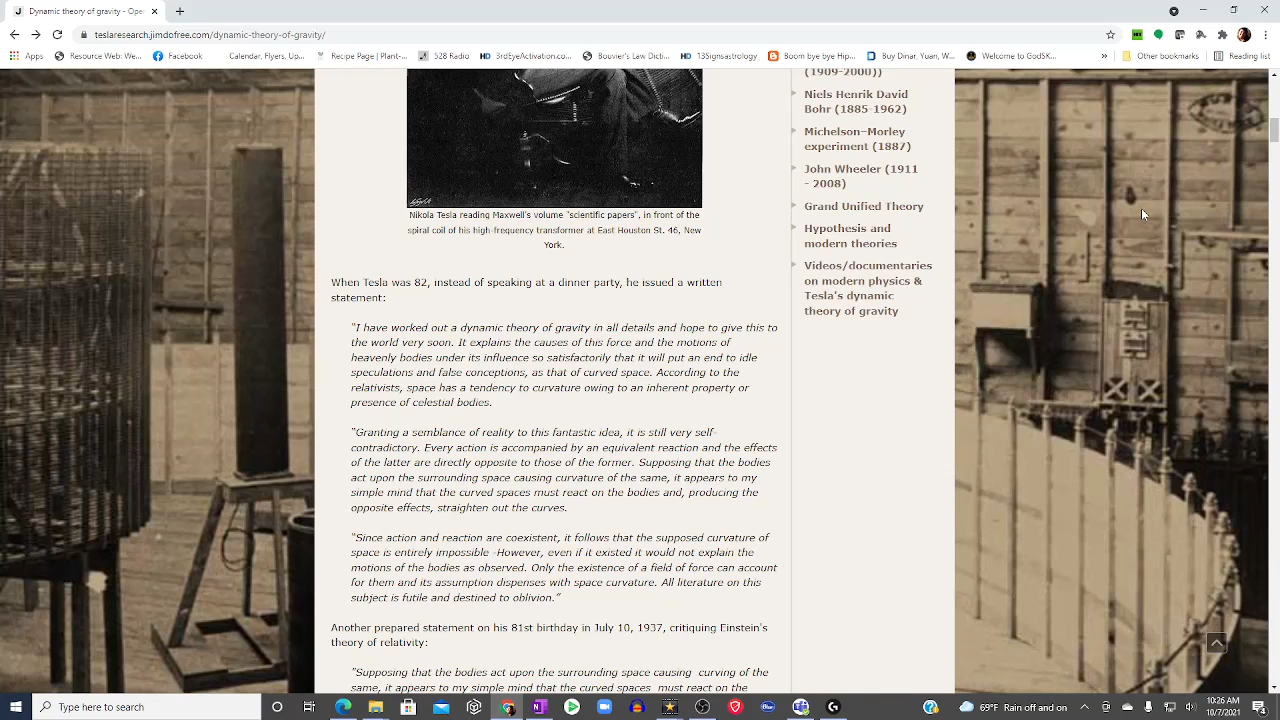 Dynamic theory of gravity - Ope
teslaresearch.jimdofree.com/dynamic-theory-of-gravity/
Apps
Resource Web - Ow...
Facebook
Calendar, Flyers, Ya...
Recipe Page | Plant-...
528 Radio
3rdEyeActivation.co...
Bouvier's Law Dict...
13Signsastrology
Boom bye bye Hip...
Buy Dinar, Yuan, W...
Welcome to GodSK...
»
Other bookmarks
Reading list
Nikola Tesla reading Maxwell's volume "scientific papers", in front of the
spiral coil of his high-frequency transformer at East Houston St. 46, New
York.
When Tesla was 82, instead of speaking at a dinner party, he issued a written
statement:
"I have worked out a dynamic theory of gravity in all details and hope to give this to
the world very soon. It explains the causes of this force and the motions of
heavenly bodies under its influence so satisfactorily that it will put an end to idle
speculations and false conceptions, as that of curved space. According to the
relativists, space has a tendency to curvature owing to an inherent property or
presence of celestial bodies.
"Granting a semblance of reality to this fantastic idea, it is still very self-
contradictory. Every action is accompanied by an equivalent reaction and the effects
of the latter are directly opposite to those of the former. Supposing that the bodies
act upon the surrounding space causing curvature of the same, it appears to my
simple mind that the curved spaces must react on the bodies and, producing the
opposite effects, straighten out the curves.
"Since action and reaction are coexistent, it follows that the supposed curvature of
space is entirely impossible -However, even if it existed it would not explain the
motions of the bodies as observed. Only the existence of a field of force can account
for them and its assumption dispenses with space curvature. All literature on this
subject is futile and destined to oblivion."
Another prepared statement on his 81st birthday in July 10, 1937, critiquing Einstein's
theory of relativity:
"Supposing that the bodies act upon the surrounding space causing curving of the
same, it appears to my simple mind that the curved spaces must react on the
(1909-2000))
Niels Henrik David
Bohr (1885-1962)
Michelson–Morley
experiment (1887)
John Wheeler (1911
- 2008)
Grand Unified Theory
Hypothesis and
modern theories
Videos/documentaries
on modern physics &
Tesla's dynamic
theory of gravity
Type here to search
Price off on demand
10:26 AM
10/7/2021